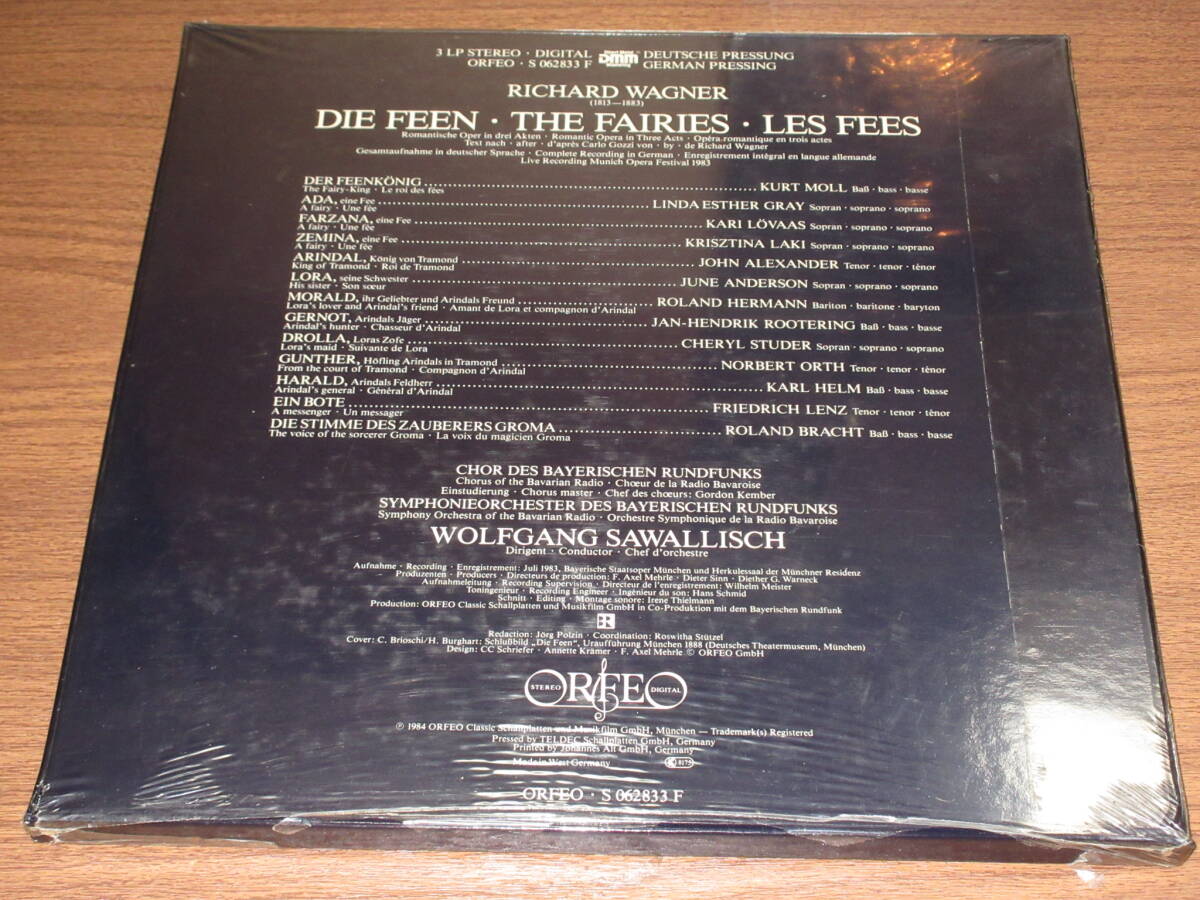 3 LP STEREO · DIGITAL dmm DEUTSCHE PRESSUNG
ORFEO · S 062833 F GERMAN PRESSING
RICHARD WAGNER
(1813—1883)
DIE FEEN · THE FAIRIES · LES FEES
Romantische Oper in drei Akten · Romantic Opera in Three Acts · Opéra romantique en trois actes
Text nach · after · d'après Carlo Gozzi von · by · de Richard Wagner
Gesamtaufnahme in deutscher Sprache · Complete Recording in German · Enregistrement intégral en langue allemande
Live Recording Munich Opera Festival 1983
DER FEENKÖNIG ........ KURT MOLL Baß · bass · basse
The Fairy-King · Le roi des fées
ADA, eine Fee ........ LINDA ESTHER GRAY Sopran · soprano · soprano
A fairy · Une fée
FARZANA, eine Fee ........ KARI LÖVAAS Sopran · soprano · soprano
A fairy · Une fée
ZEMINA, eine Fee ........ KRISZTINA LAKI Sopran · soprano · soprano
A fairy · Une fée
ARINDAL, König von Tramond ........ JOHN ALEXANDER Tenor · tenor · ténor
King of Tramond · Roi de Tramond
LORA, seine Schwester ........ JUNE ANDERSON Sopran · soprano · soprano
His sister · Son sœur
MORALD, ihr Geliebter und Arindals Freund ........ ROLAND HERMANN Bariton · baritone · baryton
Lora's lover and Arindal's friend · Amant de Lora et compagnon d'Arindal
GERNOT, Arindals Jäger ........ JAN-HENDRIK ROOTERING Baß · bass · basse
Arindal's hunter · Chasseur d'Arindal
DROLLA, Loras Zofe ........ CHERYL STUDER Sopran · soprano · soprano
Lora's maid · Suivante de Lora
GUNTHER, Höfling Arindals in Tramond ........ NORBERT ORTH Tenor · tenor · ténor
From the court of Tramond · Compagnon d'Arindal
HARALD, Arindals Feldherr ........ KARL HELM Baß · bass · basse
Arindal's general · Général d'Arindal
EIN BOTE ........ FRIEDRICH LENZ Tenor · tenor · ténor
A messenger · Un messager
DIE STIMME DES ZAUBERERS GROMA ........ ROLAND BRACHT Baß · bass · basse
The voice of the sorcerer Groma · La voix du magicien Groma
CHOR DES BAYERISCHEN RUNDFUNKS
Chorus of the Bavarian Radio · Chœur de la Radio Bavaroise
Einstudierung · Chorus master · Chef des chœurs: Gordon Kember
SYMPHONIEORCHESTER DES BAYERISCHEN RUNDFUNKS
Symphony Orchestra of the Bavarian Radio · Orchestre Symphonique de la Radio Bavaroise
WOLFGANG SAWALLISCH
Dirigent · Conductor · Chef d'orchestre
Aufnahme · Recording · Enregistrement: Juli 1983, Bayerische Staatsoper München und Herkulessaal der Münchner Residenz
Produzenten · Producers · Directeurs de production: F. Axel Mehrle · Dieter Sinn · Diether G. Warneck
Aufnahmeleitung · Recording Supervision · Directeur de l'enregistrement: Wilhelm Meister
Toningenieur · Recording Engineer · Ingénieur du son: Hans Schmid
Schnitt · Editing · Montage sonore: Irene Thielmann
Production: ORFEO Classic Schallplatten und Musikfilm GmbH in Co-Produktion mit dem Bayerischen Rundfunk
BR
Redaction: Jörg Polzin · Coordination: Roswitha Stützel
Cover: C. Brioschi/H. Burghart: Schlußbild „Die Feen", Uraufführung München 1888 (Deutsches Theatermuseum, München)
Design: CC Schriefer · Annette Krämer · F. Axel Mehrle © ORFEO GmbH
STEREO ORFEO DIGITAL
℗ 1984 ORFEO Classic Schallplatten und Musikfilm GmbH, München — Trademark(s) Registered
Pressed by TELDEC Schallplatten GmbH, Germany
Printed by Johannes Alt GmbH, Germany
Made in West Germany 8175
ORFEO · S 062833 F